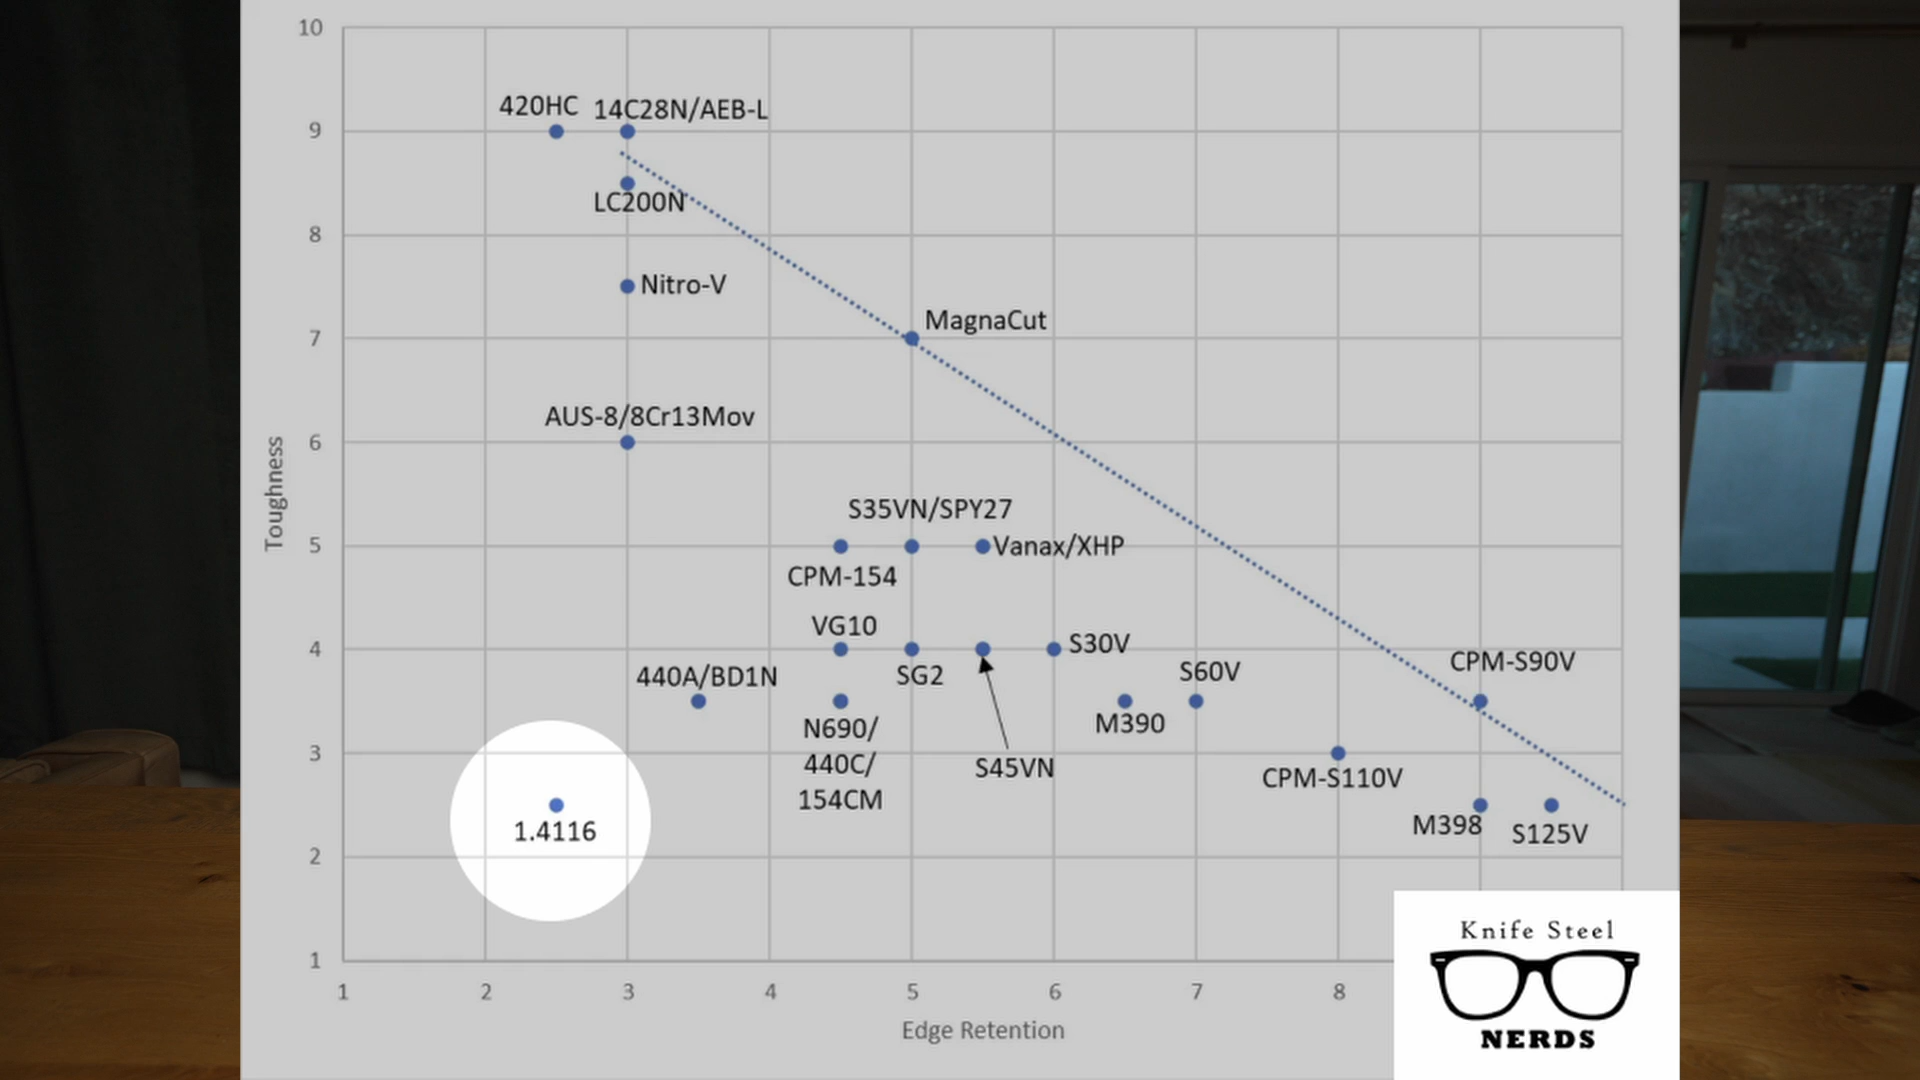 10
420HC
14C28N/AEB-L
9
LC200N
8
Nitro-V
MagnaCut
7
AUS-8/8Cr13Mov
6
Toughness
S35VN/SPY27
5
Vanax/XHP
CPM-154
VG10
4
S30V
440A/BD1N
SG2
S60V
CPM-S90V
N690/
440C/
154CM
M390
3
S45VN
CPM-S110V
1.4116
M398
S125V
2
1
1 2 3 4 5 6 7 8
Edge Retention
Knife Steel
NERDS